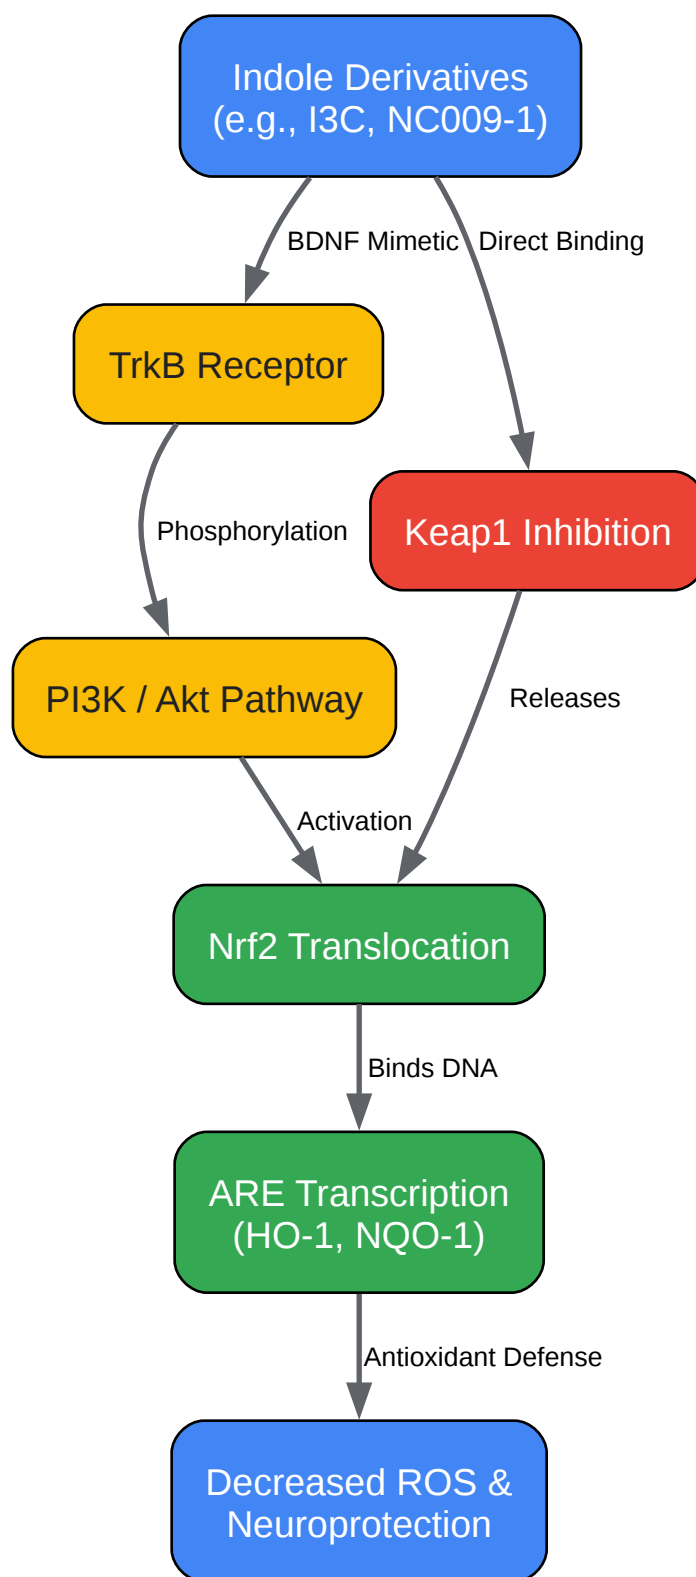 Indole Derivatives
(e.g., I3C, NC009-1)
BDNF Mimetic
Direct Binding
TrkB Receptor
Phosphorylation
Keap1 Inhibition
PI3K / Akt Pathway
Releases
Activation
Nrf2 Translocation
Binds DNA
ARE Transcription
(HO-1, NQO-1)
Antioxidant Defense
Decreased ROS &
Neuroprotection